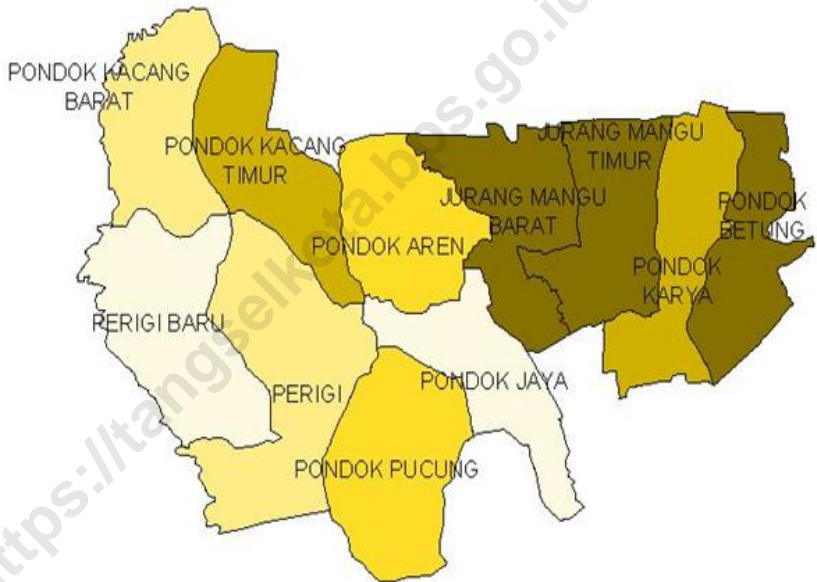 PONDOK KACANG
BARAT
PONDOK KACANG
TIMUR
JURANG MANGU
TIMUR
JURANG MANGU
BARAT
PONDOK
BETUNG
PONDOK AREN
PONDOK
KARYA
PERIGI BARU
PERIGI
PONDOK JAYA
PONDOK PUCUNG
https://tangselkota.bps.go.id